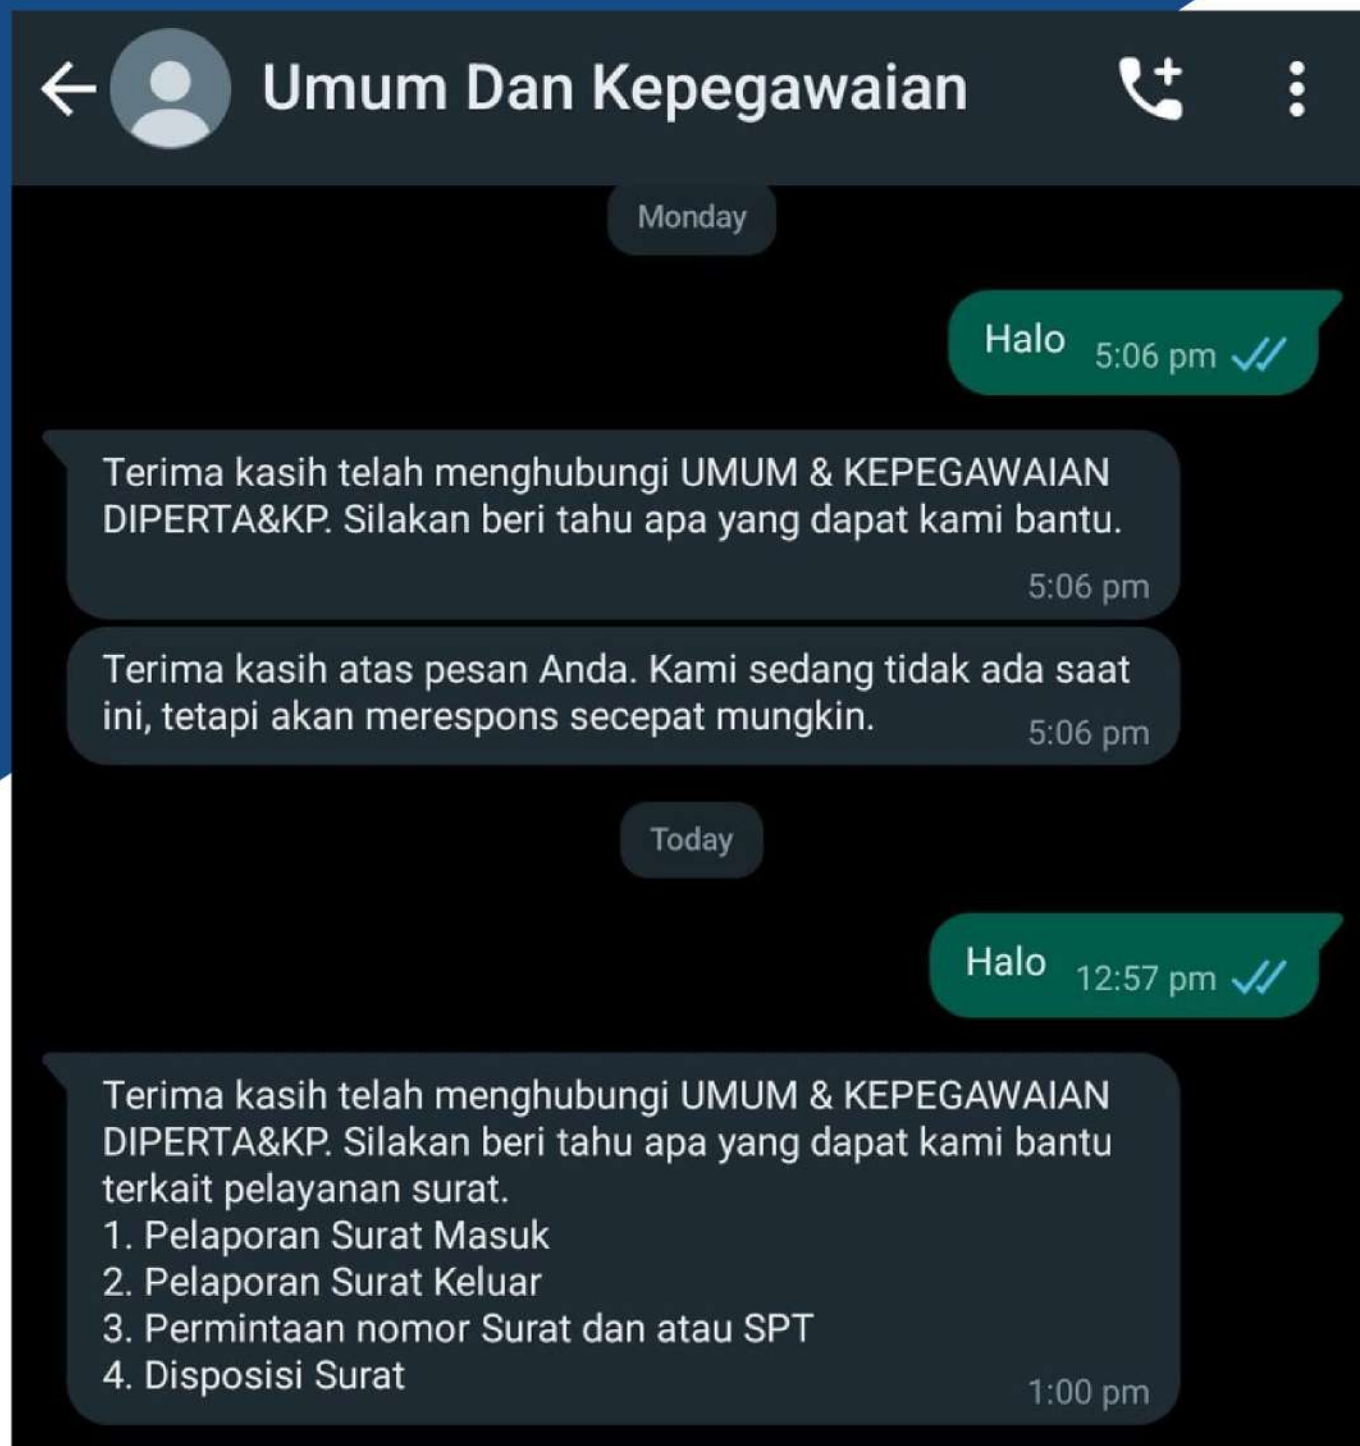 Umum Dan Kepegawaian
Monday
Halo 5:06 pm
Terima kasih telah menghubungi UMUM & KEPEGAWAIAN
DIPERTA&KP. Silakan beri tahu apa yang dapat kami bantu.
5:06 pm
Terima kasih atas pesan Anda. Kami sedang tidak ada saat
ini, tetapi akan merespons secepat mungkin. 5:06 pm
Today
Halo 12:57 pm
Terima kasih telah menghubungi UMUM & KEPEGAWAIAN
DIPERTA&KP. Silakan beri tahu apa yang dapat kami bantu
terkait pelayanan surat.
1. Pelaporan Surat Masuk
2. Pelaporan Surat Keluar
3. Permintaan nomor Surat dan atau SPT
4. Disposisi Surat
1:00 pm